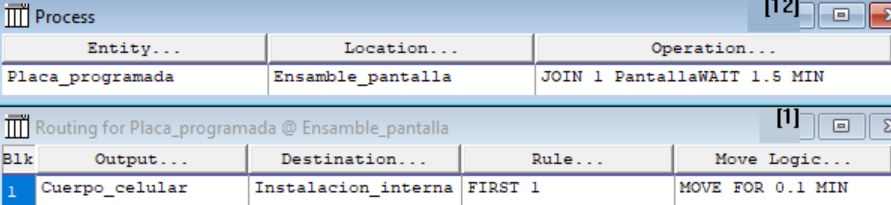 Process
[12]
Entity... Location... Operation...
Placa_programada Ensamble_pantalla JOIN 1 PantallaWAIT 1.5 MIN
Routing for Placa_programada @ Ensamble_pantalla
[1]
Blk Output... Destination... Rule... Move Logic...
1 Cuerpo_celular Instalacion_interna FIRST 1 MOVE FOR 0.1 MIN